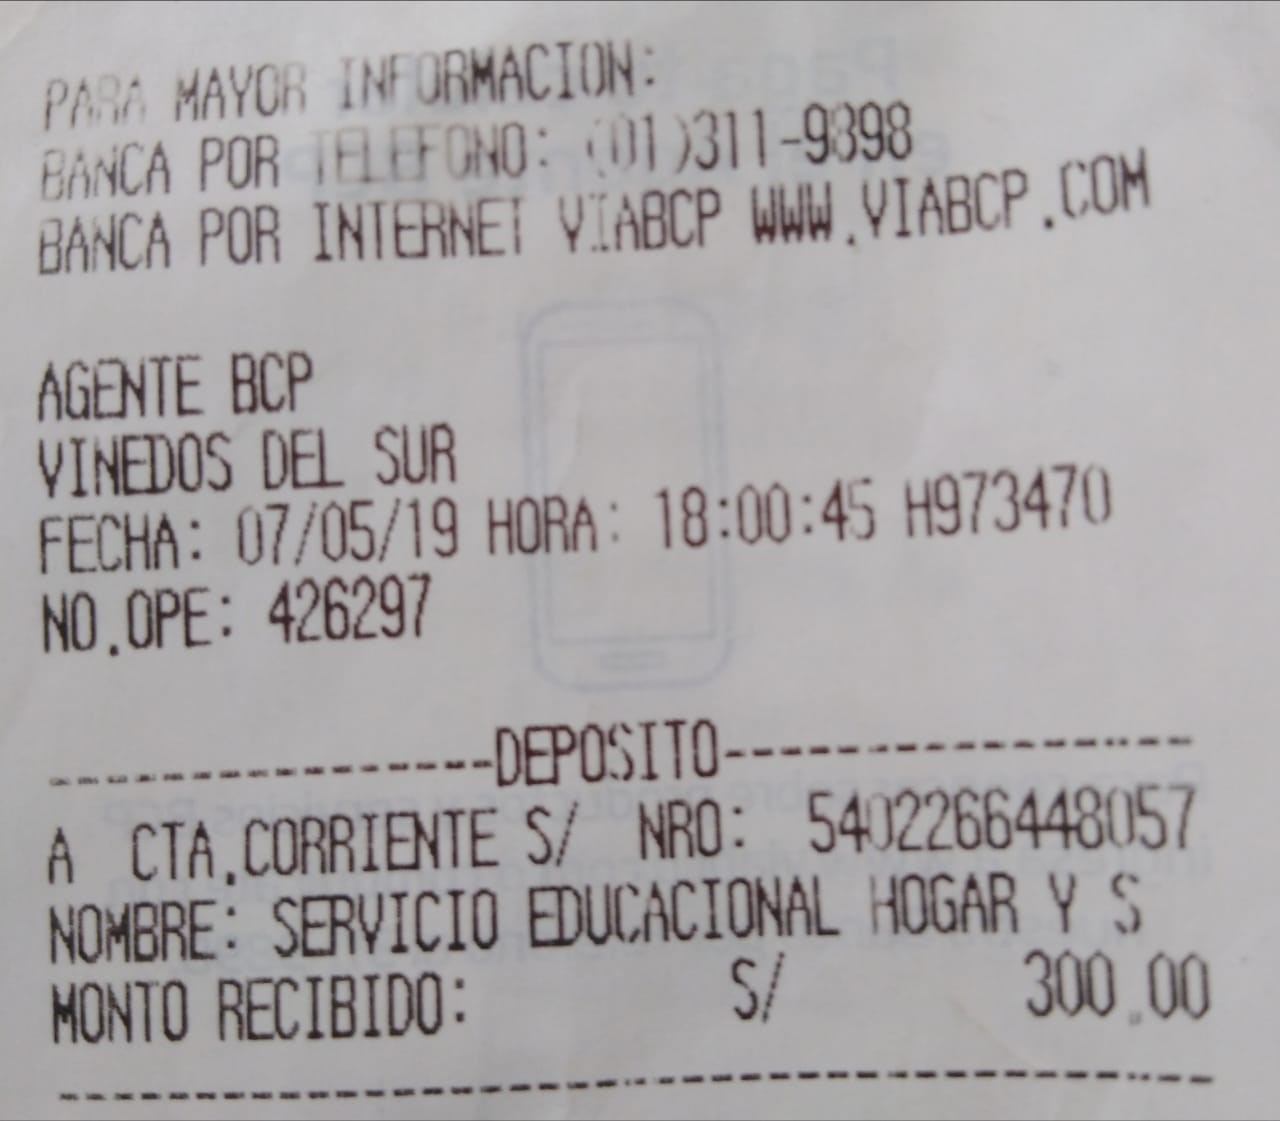 PARA MAYOR INFORMACION:
BANCA POR TELEFONO: (01)311-9898
BANCA POR INTERNET VIABCP WWW.VIABCP.COM
AGENTE BCP
VINEDOS DEL SUR
FECHA: 07/05/19 HORA: 18:00:45 H973470
NO.OPE: 426297
------------------DEPOSITO-------------------
A CTA.CORRIENTE S/ NRO: 5402266448057
NOMBRE: SERVICIO EDUCACIONAL HOGAR Y S
MONTO RECIBIDO: S/ 300.00